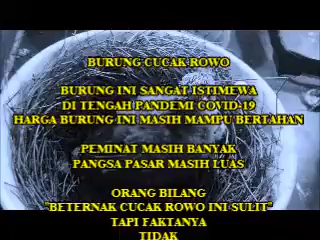 BURUNG CUCAK ROWO
BURUNG INI SANGAT ISTIMEWA
DI TENGAH PANDEMI COVID-19
HARGA BURUNG INI MASIH MAMPU BERTAHAN
PEMINAT MASIH BANYAK
PANGSA PASAR MASIH LUAS
ORANG BILANG
"BETERNAK CUCAK ROWO INI SULIT"
TAPI FAKTANYA
TIDAK